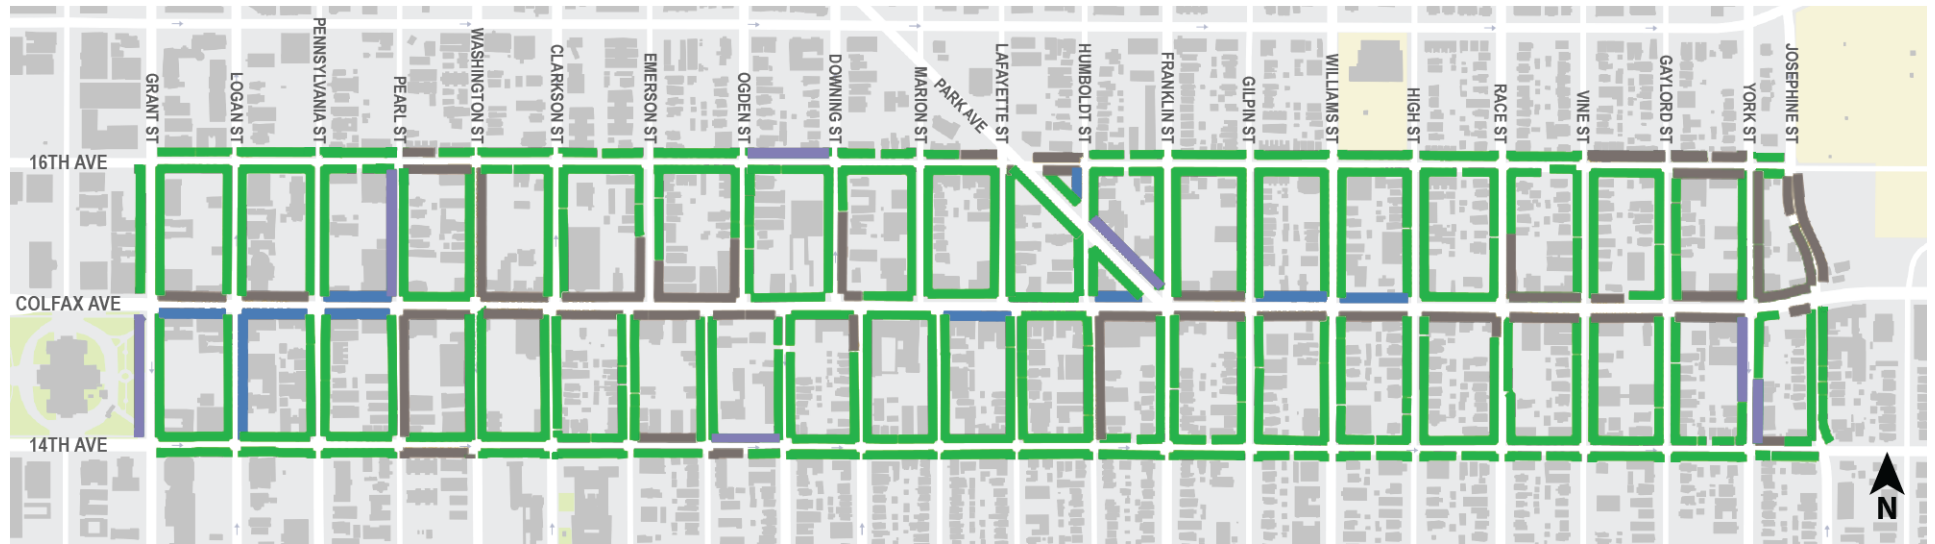 GRANT ST
LOGAN ST
PENNSYLVANIA ST
PEARL ST
WASHINGTON ST
CLARKSON ST
EMERSON ST
OGDEN ST
DOWNING ST
MARION ST
PARK AVE
LAFAYETTE ST
HUMBOLDT ST
FRANKLIN ST
GILPIN ST
WILLIAMS ST
HIGH ST
RACE ST
VINE ST
GAYLORD ST
YORK ST
JOSEPHINE ST
16TH AVE
COLFAX AVE
14TH AVE
N